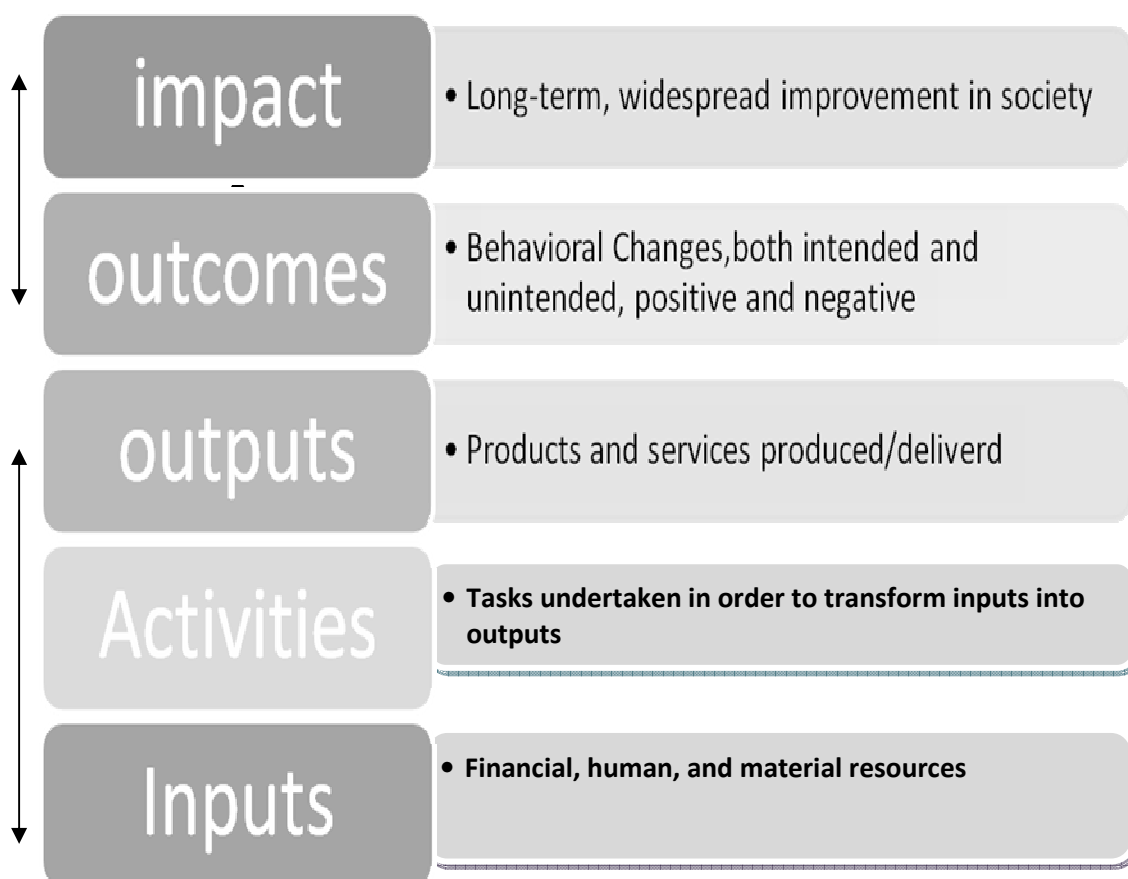 impact
• Long-term, widespread improvement in society
outcomes
• Behavioral Changes,both intended and
unintended, positive and negative
outputs
• Products and services produced/deliverd
Activities
• Tasks undertaken in order to transform inputs into
outputs
Inputs
• Financial, human, and material resources